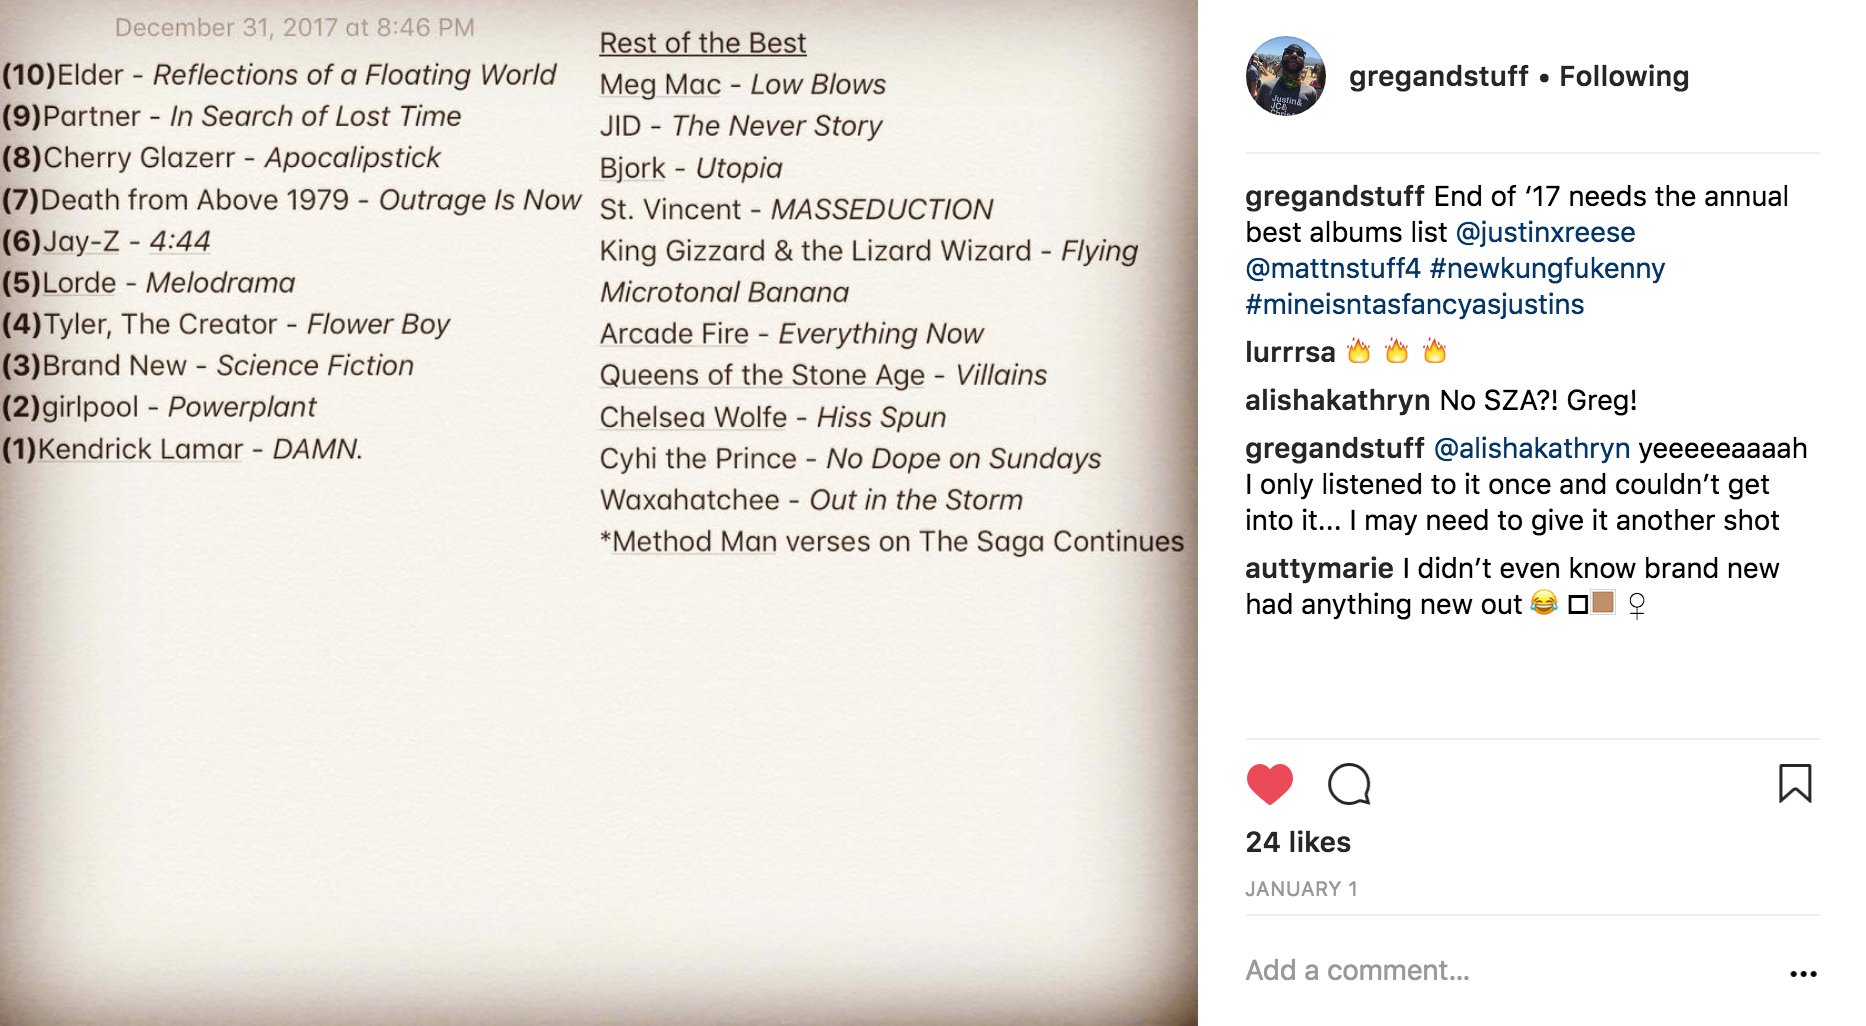 December 31, 2017 at 8:46 PM
(10)Elder - Reflections of a Floating World
(9)Partner - In Search of Lost Time
(8)Cherry Glazerr - Apocalipstick
(7)Death from Above 1979 - Outrage Is Now
(6)Jay-Z - 4:44
(5)Lorde - Melodrama
(4)Tyler, The Creator - Flower Boy
(3)Brand New - Science Fiction
(2)girlpool - Powerplant
(1)Kendrick Lamar - DAMN.
Rest of the Best
Meg Mac - Low Blows
JID - The Never Story
Bjork - Utopia
St. Vincent - MASSEDUCTION
King Gizzard & the Lizard Wizard - Flying
Microtonal Banana
Arcade Fire - Everything Now
Queens of the Stone Age - Villains
Chelsea Wolfe - Hiss Spun
Cyhi the Prince - No Dope on Sundays
Waxahatchee - Out in the Storm
*Method Man verses on The Saga Continues
Justin&
JC&
gregandstuff • Following
gregandstuff End of ‘17 needs the annual
best albums list @justinxreese
@mattnstuff4 #newkungfukenny
#mineisntasfancyasjustins
lurrrsa 🔥 🔥 🔥
alishakathryn No SZA?! Greg!
gregandstuff @alishakathryn yeeeeeaaaah
I only listened to it once and couldn’t get
into it... I may need to give it another shot
auttymarie I didn’t even know brand new
had anything new out 😂 □🏽 ♀
24 likes
JANUARY 1
Add a comment...